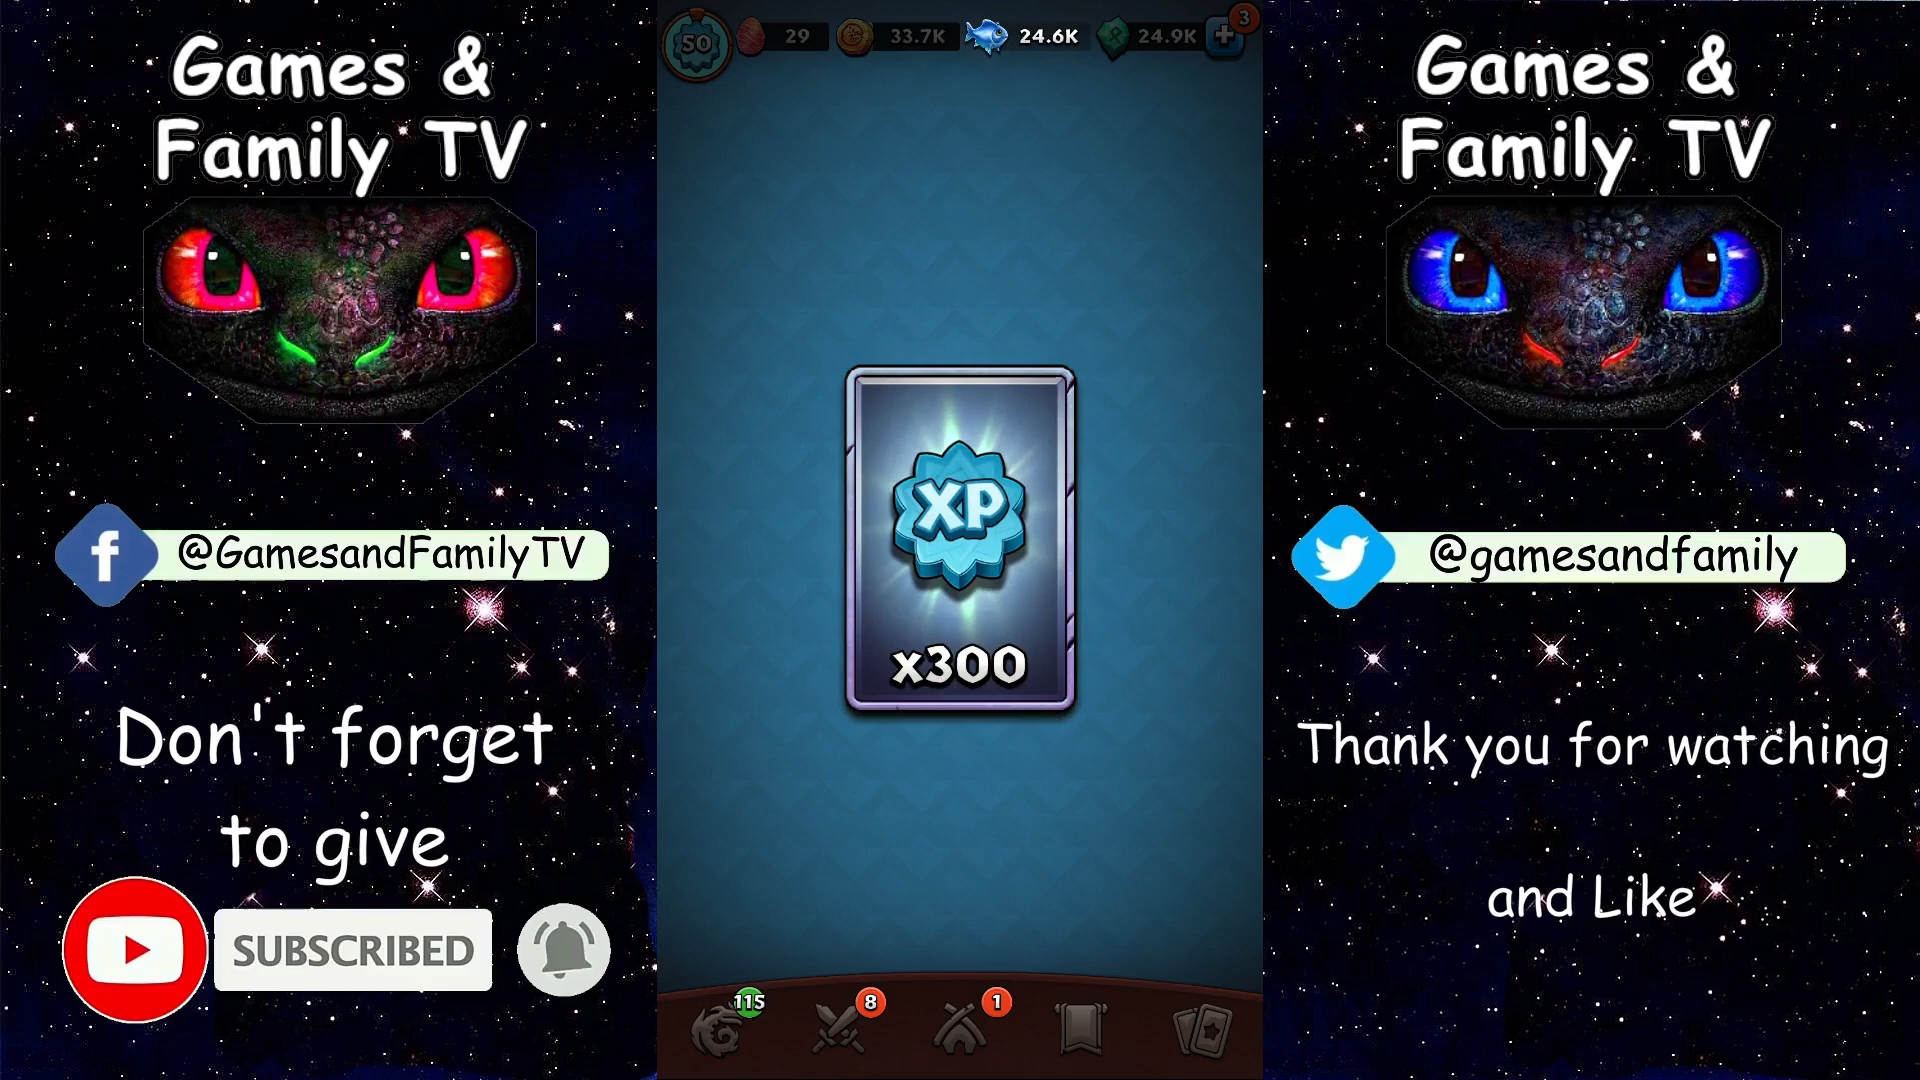 Games &
Family TV
@GamesandFamilyTV
Don't forget
to give
SUBSCRIBED
50
29
33.7K
24.6K
24.9K
3
XP
x300
115
8
1
Games &
Family TV
@gamesandfamily
Thank you for watching
and Like